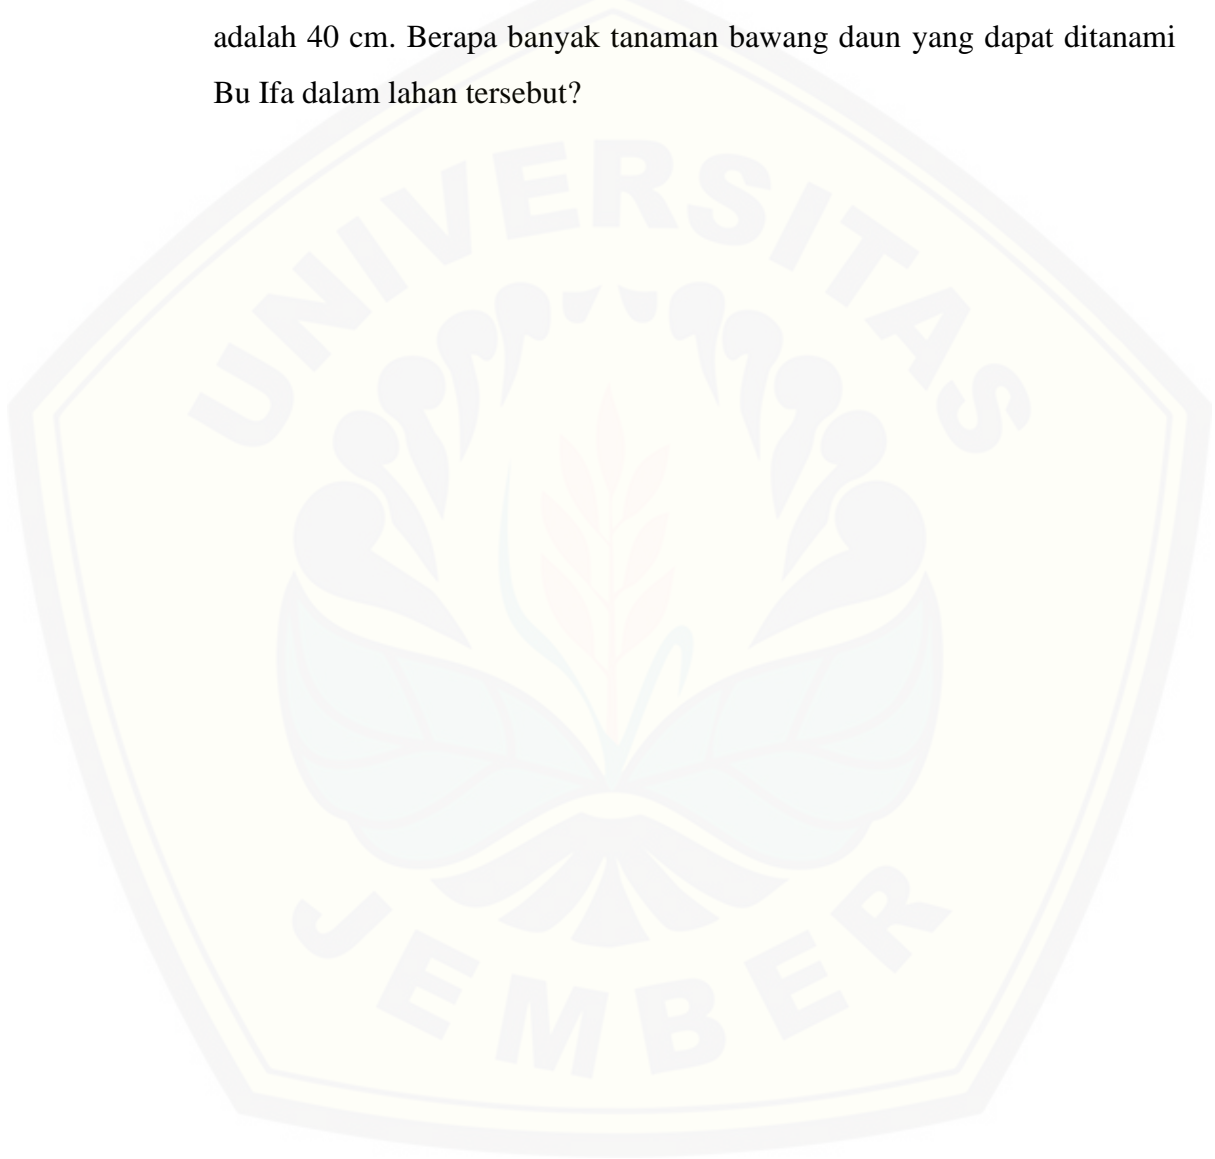 adalah 40 cm. Berapa banyak tanaman bawang daun yang dapat ditanami
Bu Ifa dalam lahan tersebut?
UNIVERSITAS
JEMBER